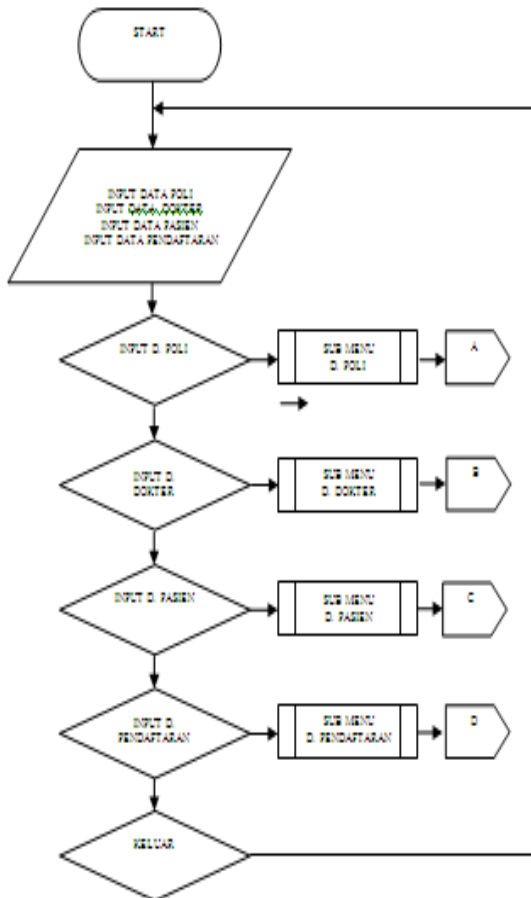 START
INPUT DATA POLI
INPUT DATA DOKTER
INPUT DATA PASIEN
INPUT DATA PENDAFTARAN
INPUT D. POLI
SUB MENU
D. POLI
A
INPUT D.
DOKTER
SUB MENU
D. DOKTER
B
INPUT D. PASIEN
SUB MENU
D. PASIEN
C
INPUT D.
PENDAFTARAN
SUB MENU
D. PENDAFTARAN
D
KELUAR